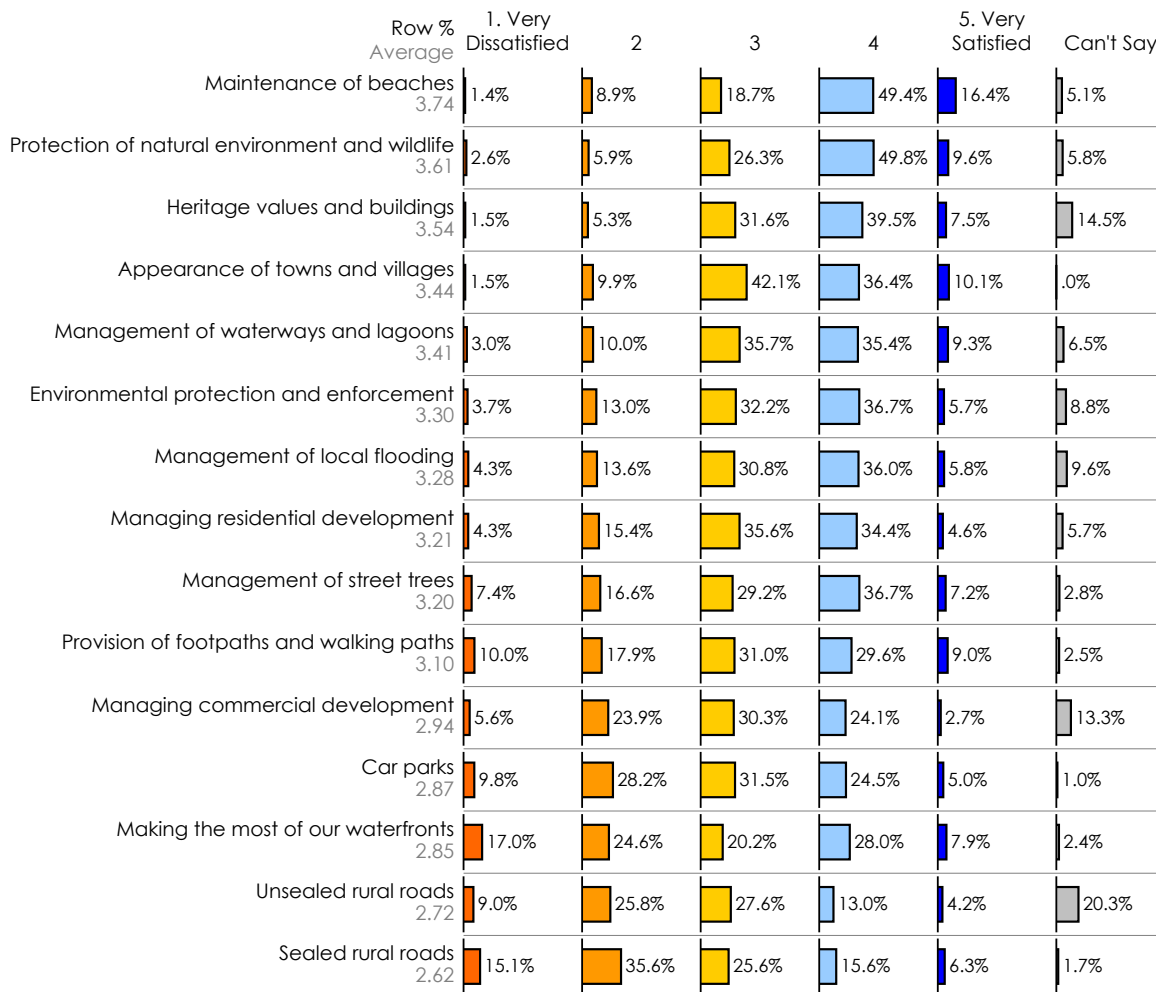 Row %
Average
1. Very
Dissatisfied
2
3
4
5. Very
Satisfied
Can't Say
Maintenance of beaches
3.74
1.4% 8.9% 18.7% 49.4% 16.4% 5.1%
Protection of natural environment and wildlife
3.61
2.6% 5.9% 26.3% 49.8% 9.6% 5.8%
Heritage values and buildings
3.54
1.5% 5.3% 31.6% 39.5% 7.5% 14.5%
Appearance of towns and villages
3.44
1.5% 9.9% 42.1% 36.4% 10.1% .0%
Management of waterways and lagoons
3.41
3.0% 10.0% 35.7% 35.4% 9.3% 6.5%
Environmental protection and enforcement
3.30
3.7% 13.0% 32.2% 36.7% 5.7% 8.8%
Management of local flooding
3.28
4.3% 13.6% 30.8% 36.0% 5.8% 9.6%
Managing residential development
3.21
4.3% 15.4% 35.6% 34.4% 4.6% 5.7%
Management of street trees
3.20
7.4% 16.6% 29.2% 36.7% 7.2% 2.8%
Provision of footpaths and walking paths
3.10
10.0% 17.9% 31.0% 29.6% 9.0% 2.5%
Managing commercial development
2.94
5.6% 23.9% 30.3% 24.1% 2.7% 13.3%
Car parks
2.87
9.8% 28.2% 31.5% 24.5% 5.0% 1.0%
Making the most of our waterfronts
2.85
17.0% 24.6% 20.2% 28.0% 7.9% 2.4%
Unsealed rural roads
2.72
9.0% 25.8% 27.6% 13.0% 4.2% 20.3%
Sealed rural roads
2.62
15.1% 35.6% 25.6% 15.6% 6.3% 1.7%